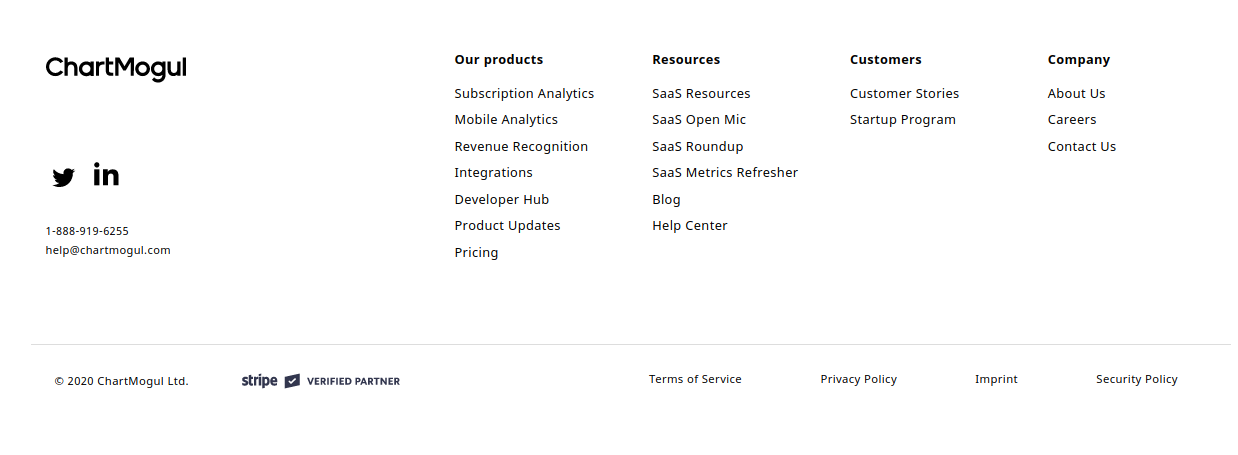 ChartMogul
in
1-888-919-6255
help@chartmogul.com
Our products
Subscription Analytics
Mobile Analytics
Revenue Recognition
Integrations
Developer Hub
Product Updates
Pricing
Resources
SaaS Resources
SaaS Open Mic
SaaS Roundup
SaaS Metrics Refresher
Blog
Help Center
Customers
Customer Stories
Startup Program
Company
About Us
Careers
Contact Us
© 2020 ChartMogul Ltd.
stripe VERIFIED PARTNER
Terms of Service
Privacy Policy
Imprint
Security Policy